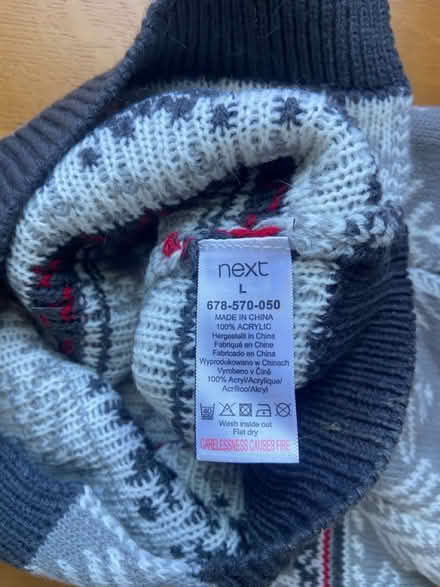 next
L
678-570-050
MADE IN CHINA
100% ACRYLIC
Hergestellt in China
Fabriqué en Chine
Fabricado en China
Wyprodukowano w Chinach
Vyrobeno v Číně
100% Acryl/Acrylique/
Acrílico/Akryl
40
Wash inside out
Flat dry
CARELESSNESS CAUSES FIRE